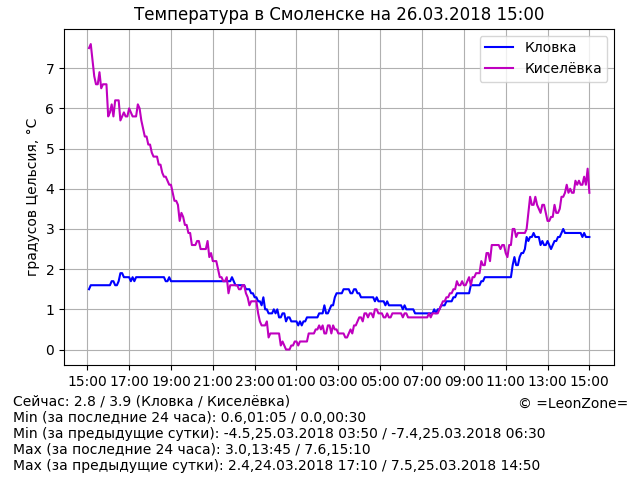 Температура в Смоленске на 26.03.2018 15:00
Кловка
Киселёвка
градусов Цельсия, °C
7
6
5
4
3
2
1
0
15:00 17:00 19:00 21:00 23:00 01:00 03:00 05:00 07:00 09:00 11:00 13:00 15:00
Сейчас: 2.8 / 3.9 (Кловка / Киселёвка)
© =LeonZone=
Min (за последние 24 часа): 0.6,01:05 / 0.0,00:30
Min (за предыдущие сутки): -4.5,25.03.2018 03:50 / -7.4,25.03.2018 06:30
Max (за последние 24 часа): 3.0,13:45 / 7.6,15:10
Max (за предыдущие сутки): 2.4,24.03.2018 17:10 / 7.5,25.03.2018 14:50